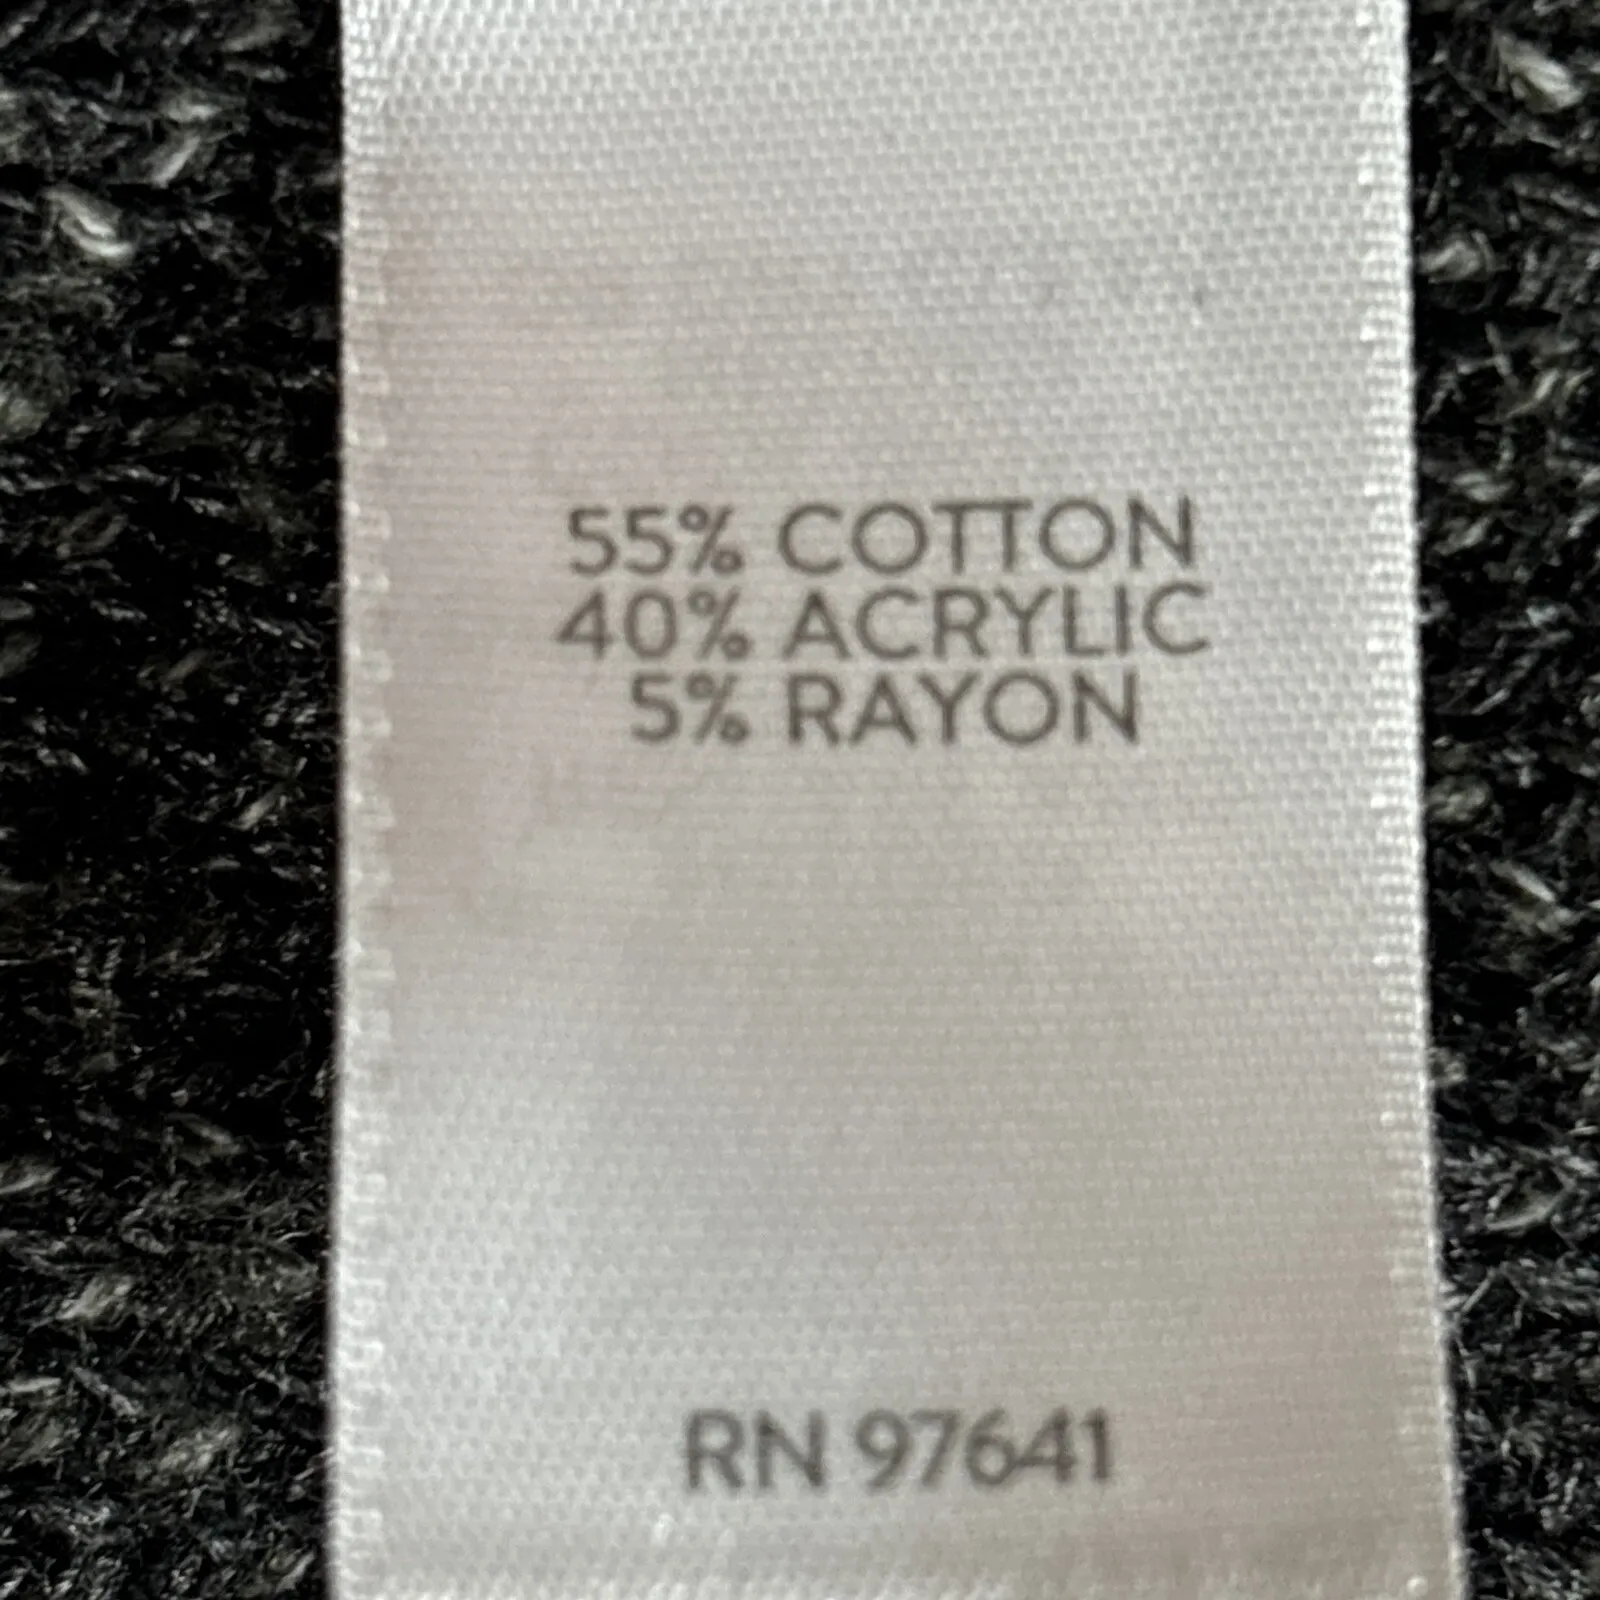 55% COTTON
40% ACRYLIC
5% RAYON
RN 97641